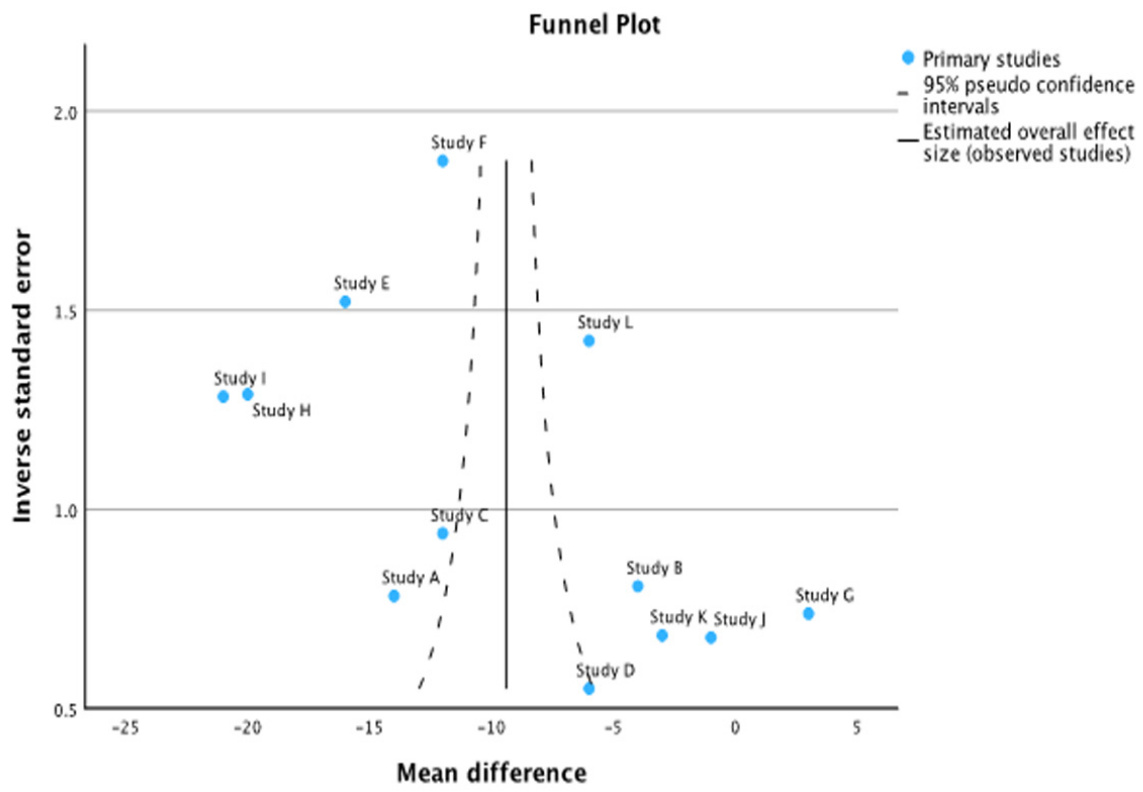 Funnel Plot
Primary studies
95% pseudo confidence
intervals
Estimated overall effect
size (observed studies)
Inverse standard error
2.0
1.5
1.0
0.5
Study F
Study E
Study L
Study I
Study H
Study C
Study A
Study B
Study G
Study K
Study J
Study D
-25
-20
-15
-10
-5
0
5
Mean difference